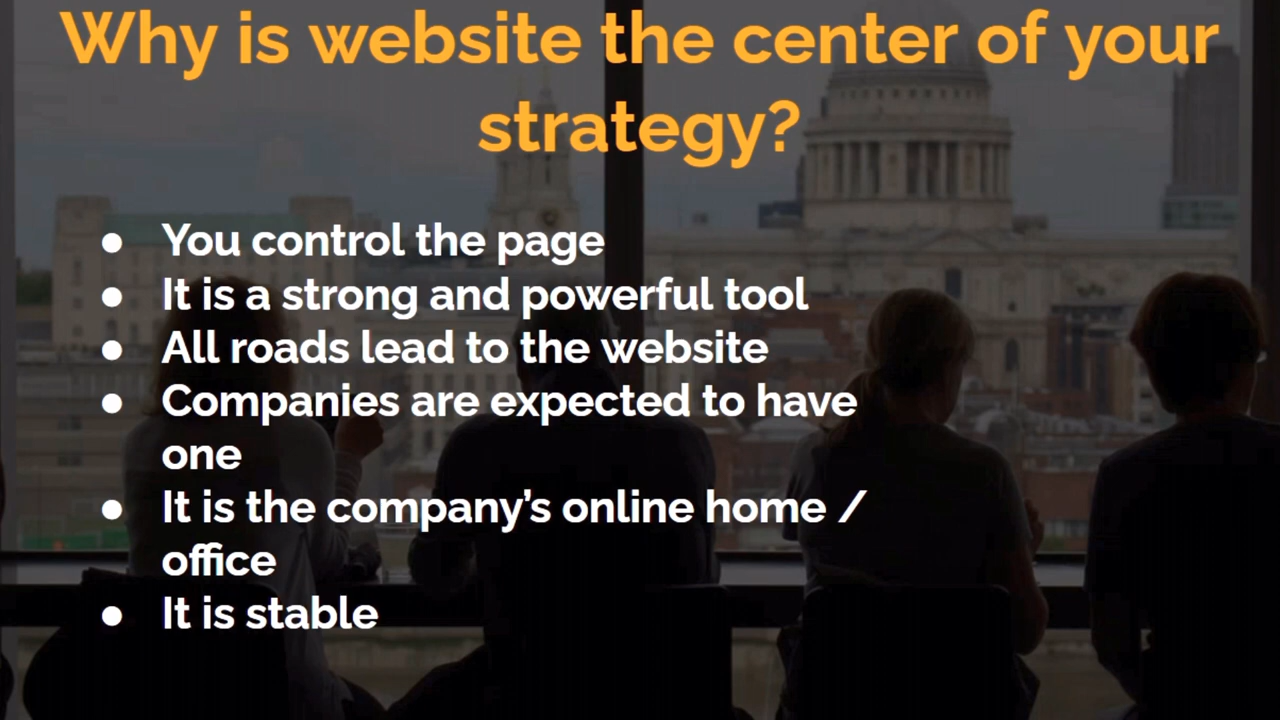 Why is website the center of your
strategy?
● You control the page
● It is a strong and powerful tool
● All roads lead to the website
● Companies are expected to have
one
● It is the company’s online home /
office
● It is stable